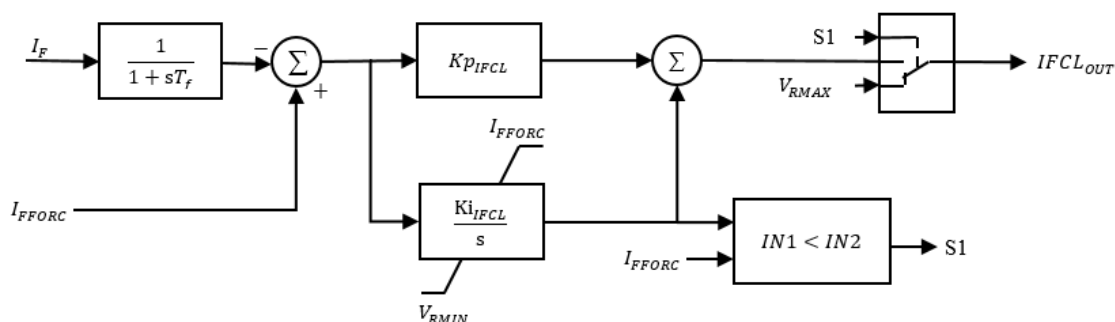 S1
I_F
1
1 + sT_f
−
Σ
+
Kp_IFCL
Σ
V_RMAX
IFCL_OUT
I_FFORC
I_FFORC
Ki_IFCL
s
IN1 < IN2
S1
I_FFORC
V_RMIN